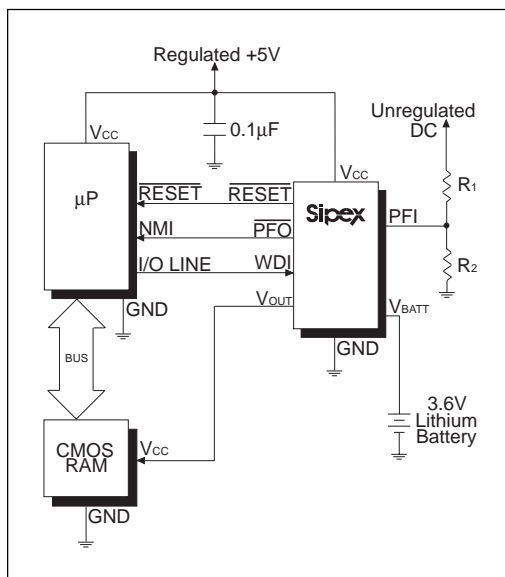 Regulated +5V
Unregulated
DC
VCC
0.1µF
VCC
R1
µP
RESET
RESET
Sipex
PFI
NMI
PFO
R2
I/O LINE
WDI
VOUT
VBATT
GND
GND
BUS
3.6V
Lithium
Battery
CMOS
RAM
VCC
GND